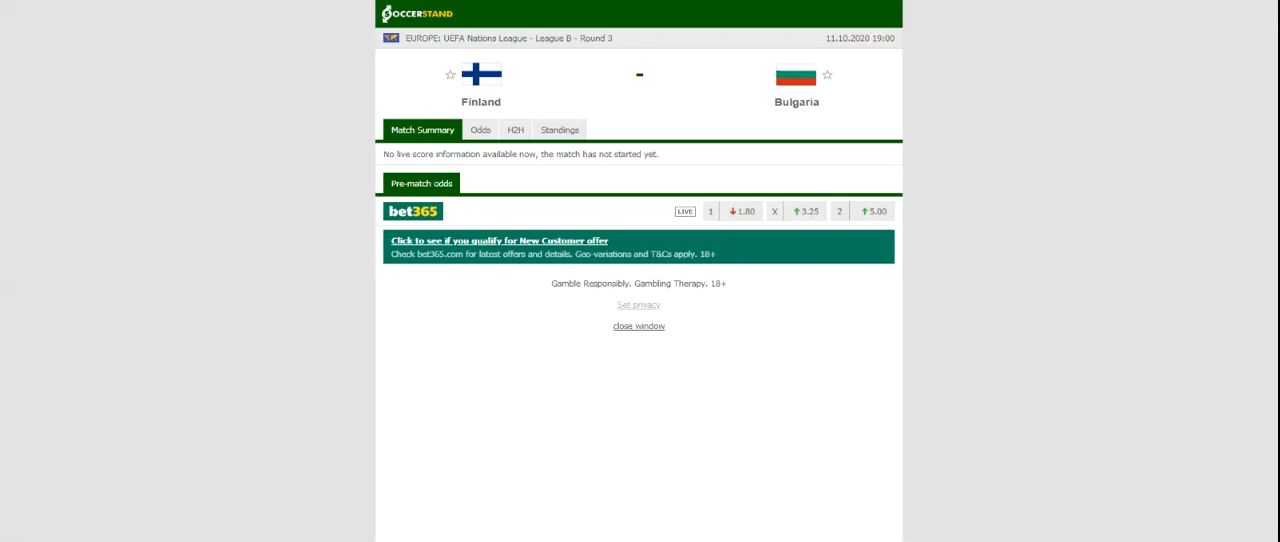 SOCCERSTAND
EUROPE: UEFA Nations League - League B - Round 3 11.10.2020 19:00
-
Finland Bulgaria
Match Summary Odds H2H Standings
No live score information available now, the match has not started yet.
Pre-match odds
bet365 LIVE 1 1.80 X 3.25 2 5.00
Click to see if you qualify for New Customer offer
Check bet365.com for latest offers and details. Geo-variations and T&Cs apply. 18+
Gamble Responsibly. Gambling Therapy. 18+
Set privacy
close window